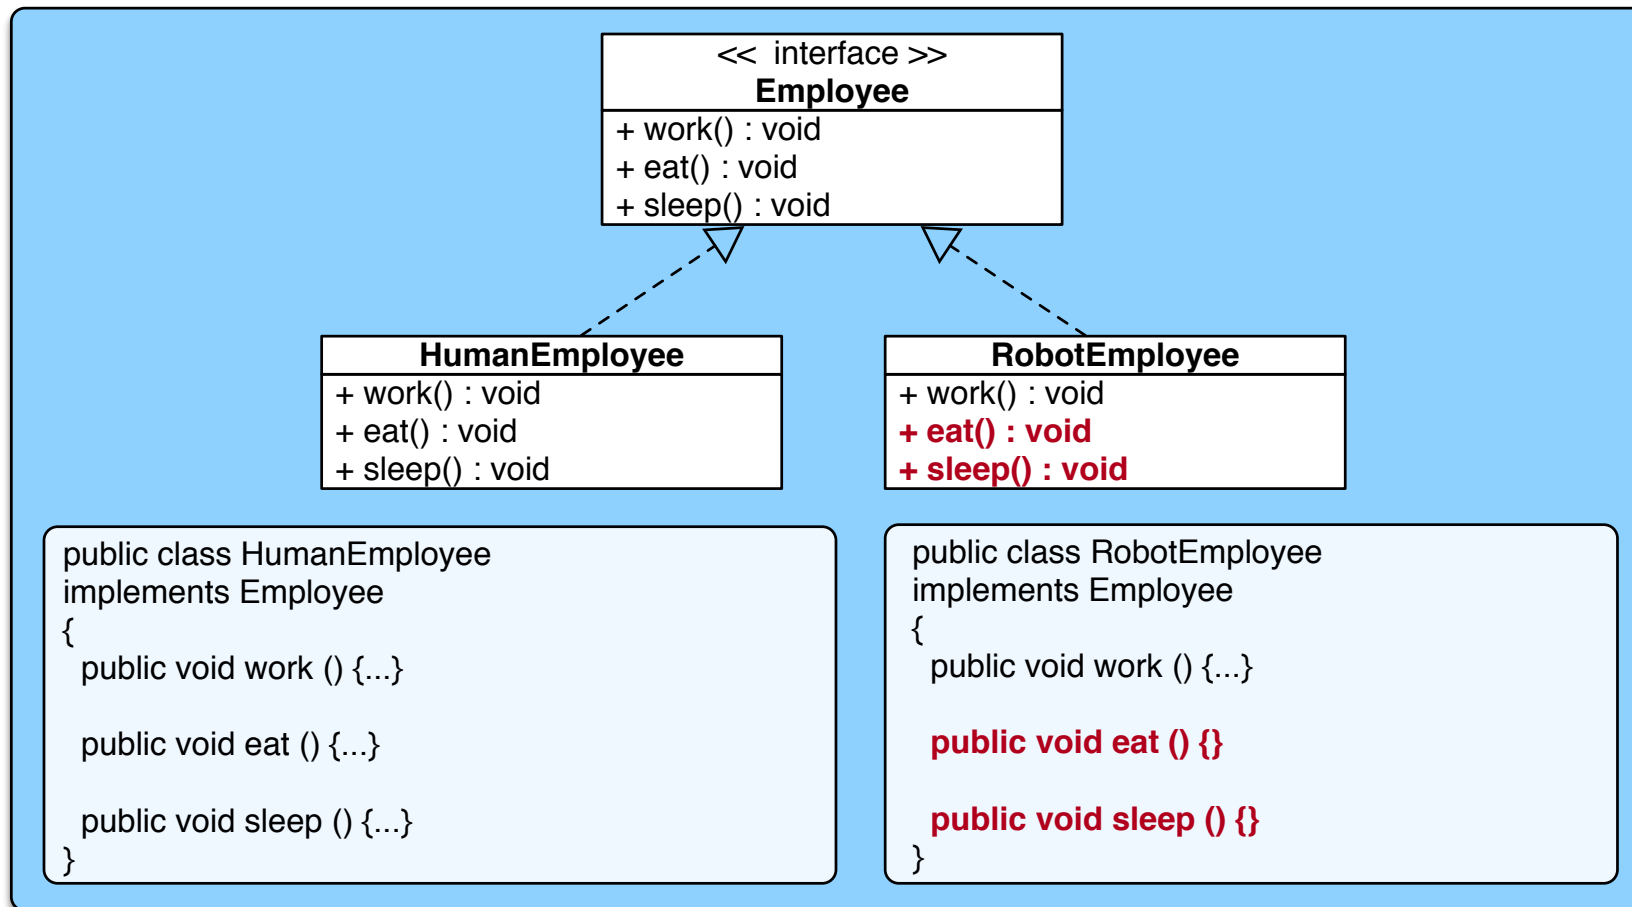 << interface >>
Employee
+ work() : void
+ eat() : void
+ sleep() : void
HumanEmployee
+ work() : void
+ eat() : void
+ sleep() : void
RobotEmployee
+ work() : void
+ eat() : void
+ sleep() : void
public class HumanEmployee
implements Employee
{
public void work () {...}
public void eat () {...}
public void sleep () {...}
}
public class RobotEmployee
implements Employee
{
public void work () {...}
public void eat () {}
public void sleep () {}
}